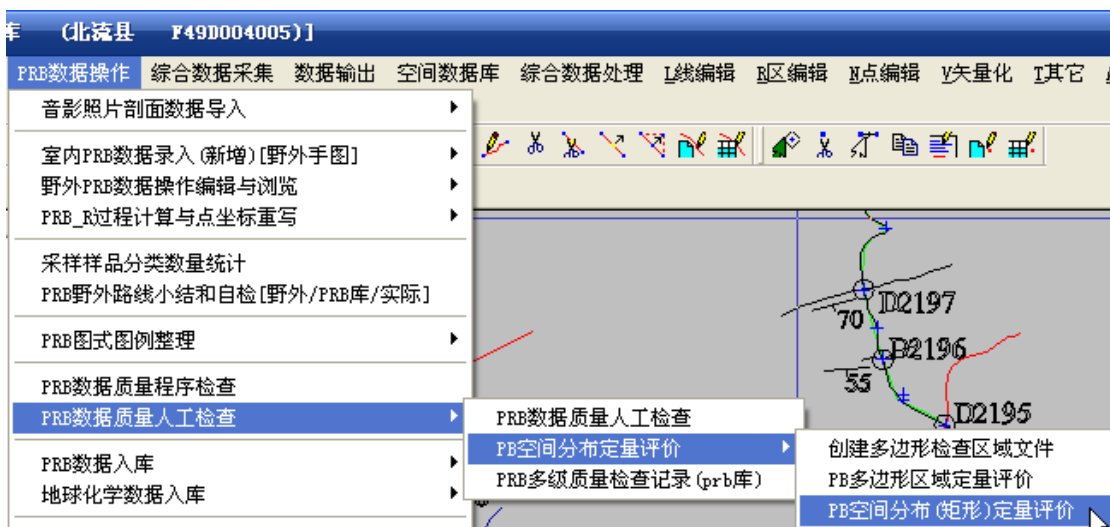 库　(北流县　F49D004005)]
PRB数据操作 综合数据采集 数据输出 空间数据库 综合数据处理 L线编辑 R区编辑 N点编辑 V矢量化 T其它
音影照片剖面数据导入
室内PRB数据录入(新增)[野外手图]
野外PRB数据操作编辑与浏览
PRB_R过程计算与点坐标重写
采样样品分类数量统计
PRB野外路线小结和自检[野外/PRB库/实际]
PRB图式图例整理
PRB数据质量程序检查
PRB数据质量人工检查
PRB数据入库
地球化学数据入库
PRB数据质量人工检查
PB空间分布定量评价
PRB多级质量检查记录(prb库)
创建多边形检查区域文件
PB多边形区域定量评价
PB空间分布(矩形)定量评价
D2197
70
D2196
55
D2195